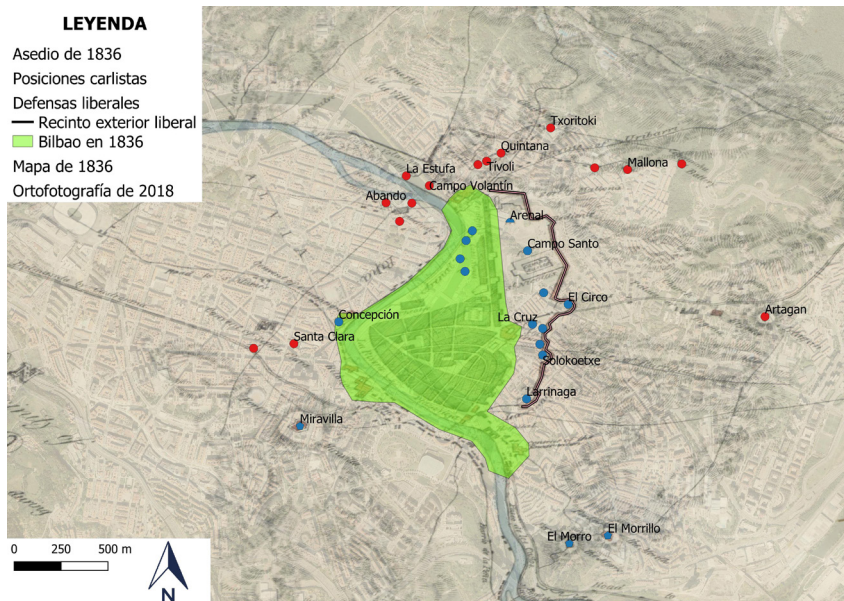 LEYENDA
Asedio de 1836
Posiciones carlistas
Defensas liberales
Recinto exterior liberal
Bilbao en 1836
Mapa de 1836
Ortofotografía de 2018
Txoritoki
Quintana
Tivoli
Mallona
La Estufa
Campo Volantín
Abando
Arenal
Campo Santo
El Circo
Artagan
Concepción
La Cruz
Santa Clara
Solokoetxe
Larrinaga
Miravilla
El Morrillo
El Morro
0 250 500 m
N